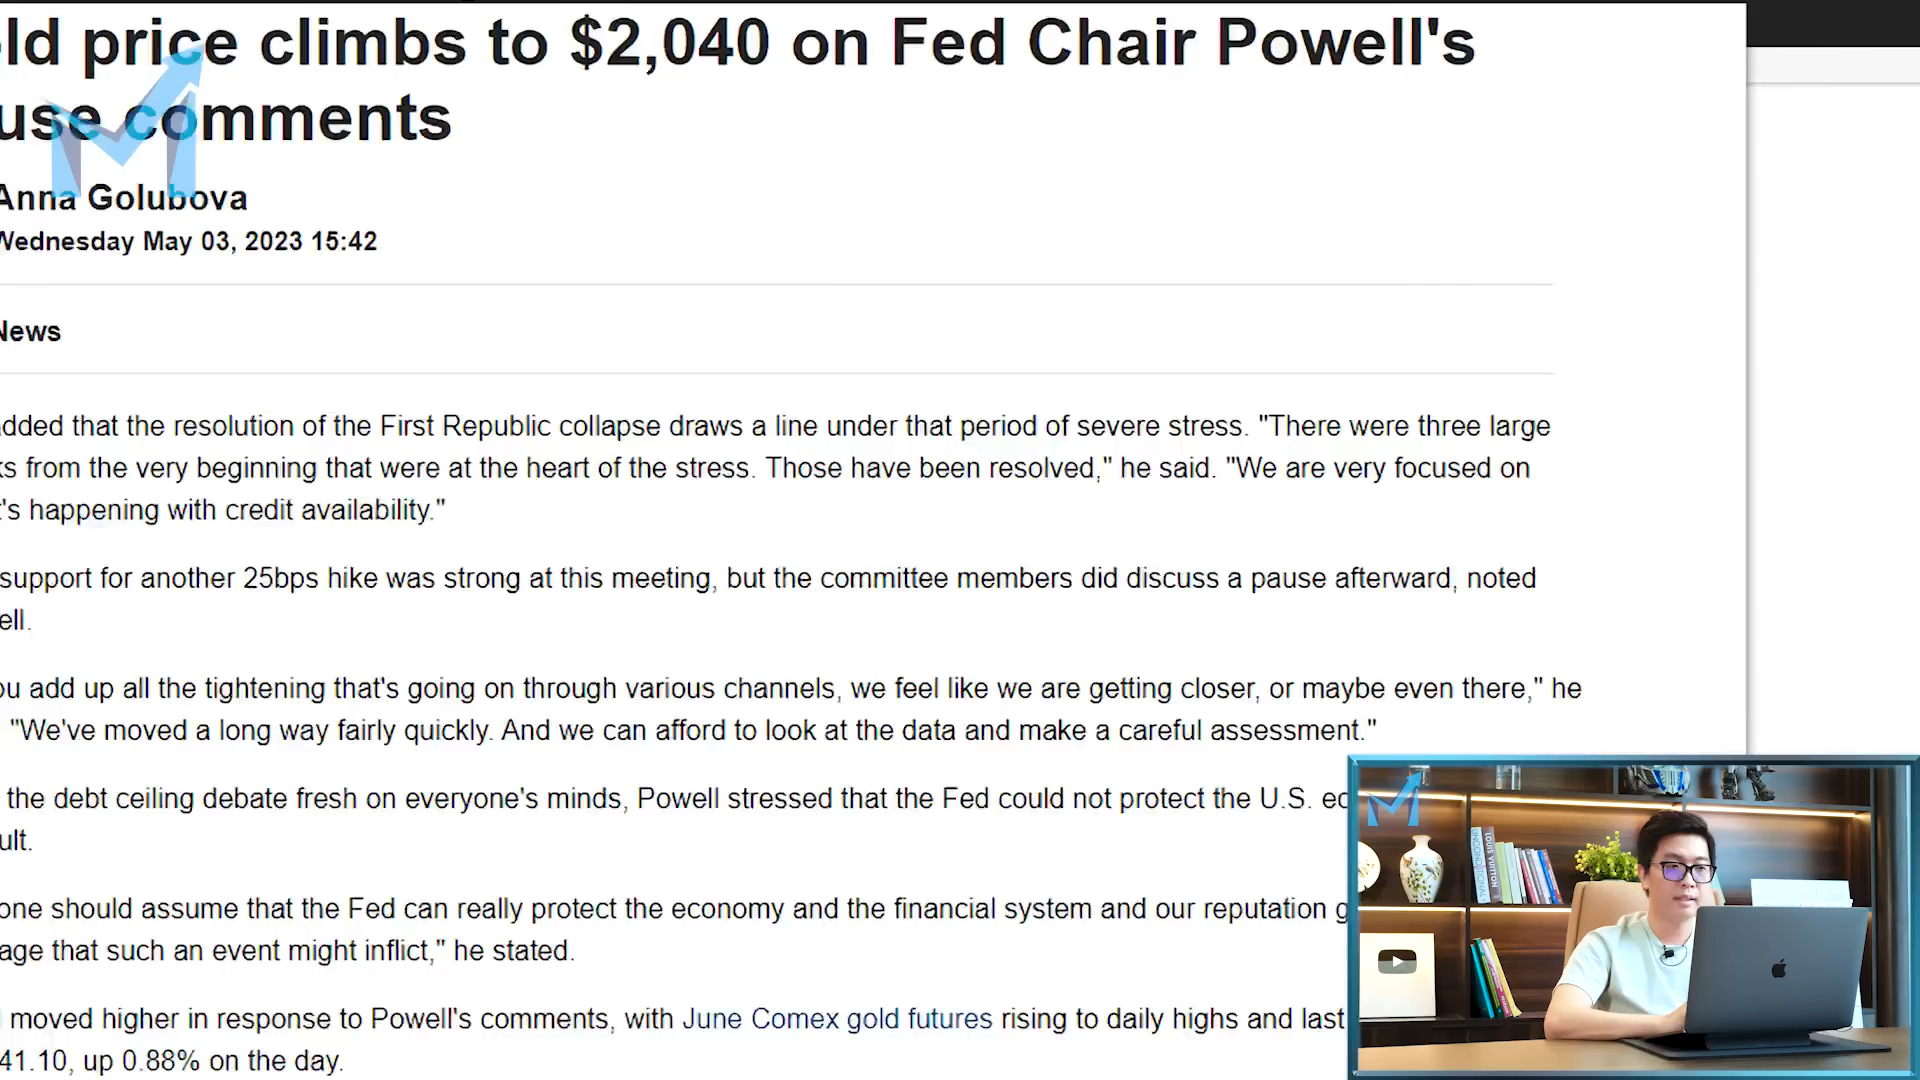 ld price climbs to $2,040 on Fed Chair Powell's
use comments
Anna Golubova
Wednesday May 03, 2023 15:42
News
added that the resolution of the First Republic collapse draws a line under that period of severe stress. "There were three large
ks from the very beginning that were at the heart of the stress. Those have been resolved," he said. "We are very focused on
t's happening with credit availability."
support for another 25bps hike was strong at this meeting, but the committee members did discuss a pause afterward, noted
ell.
ou add up all the tightening that's going on through various channels, we feel like we are getting closer, or maybe even there," he
"We've moved a long way fairly quickly. And we can afford to look at the data and make a careful assessment."
the debt ceiling debate fresh on everyone's minds, Powell stressed that the Fed could not protect the U.S. ec
ult.
one should assume that the Fed can really protect the economy and the financial system and our reputation g
age that such an event might inflict," he stated.
moved higher in response to Powell's comments, with June Comex gold futures rising to daily highs and last
41.10, up 0.88% on the day.
UNCONDITIONAL
LOUIS VUITTON